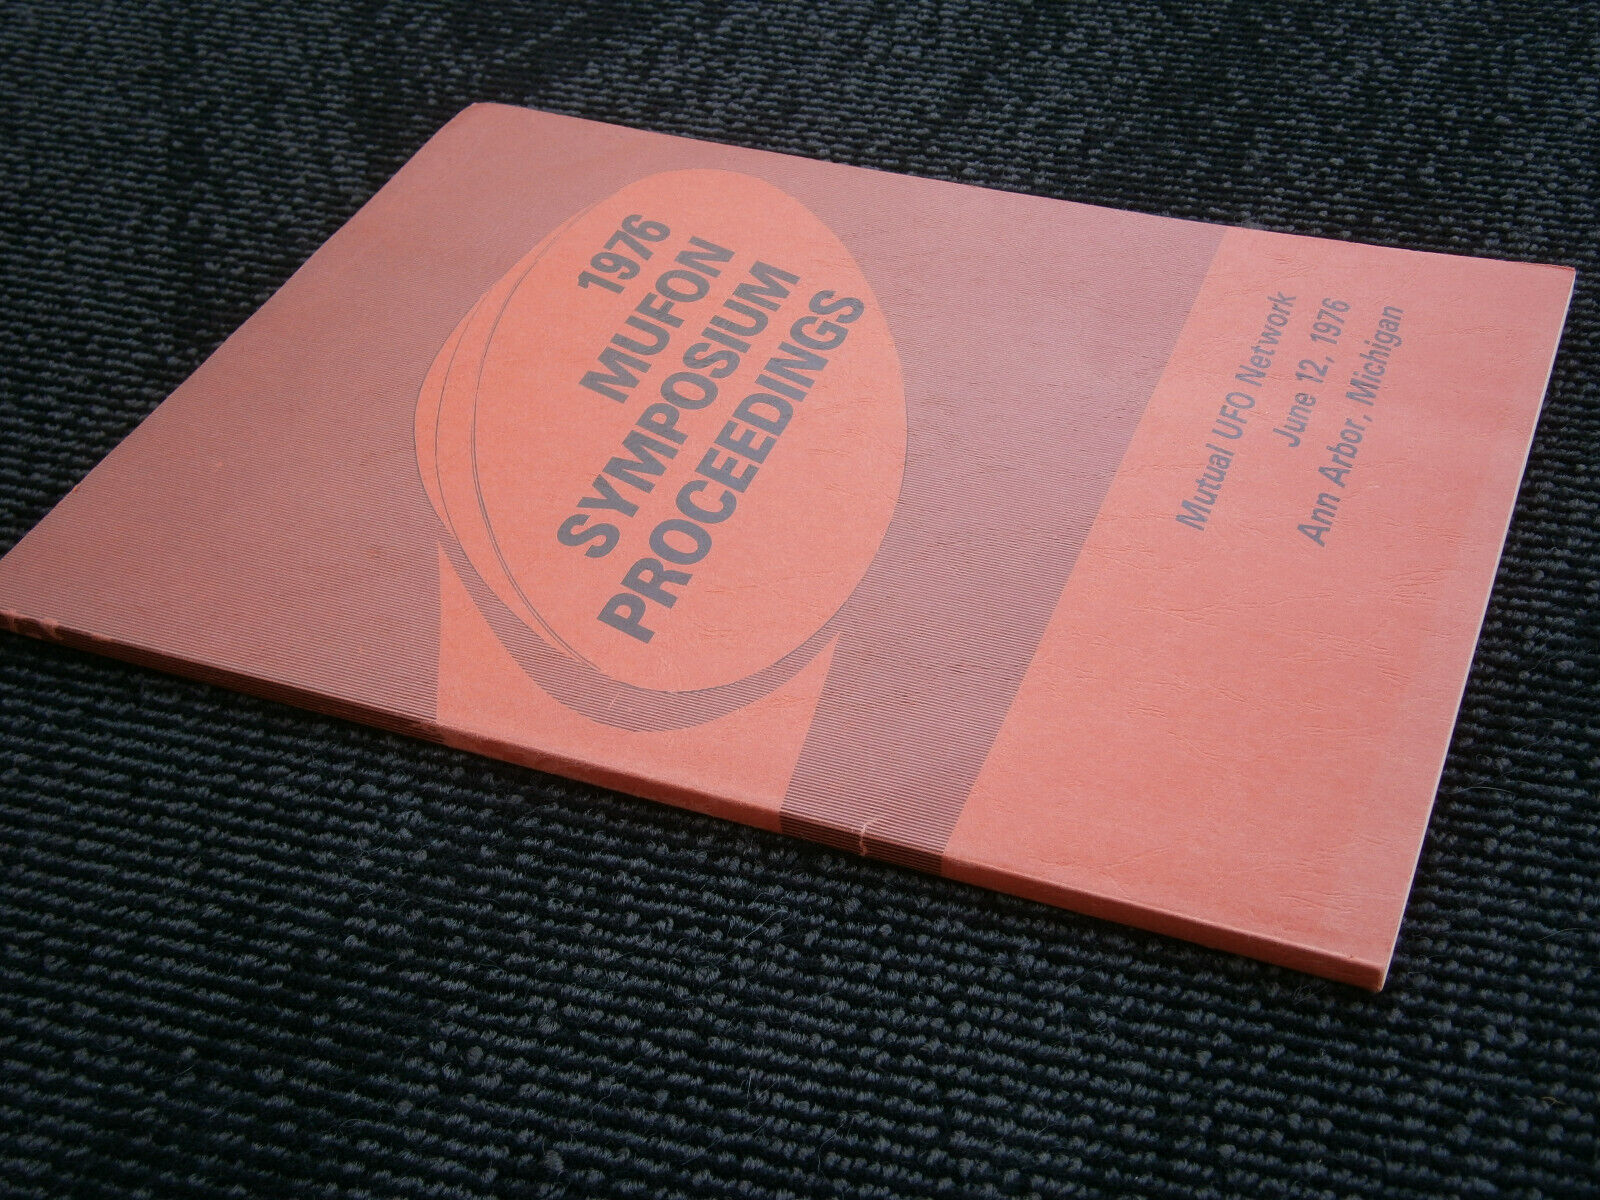 1976
MUFON
SYMPOSIUM
PROCEEDINGS
Mutual UFO Network
June 12, 1976
Ann Arbor, Michigan